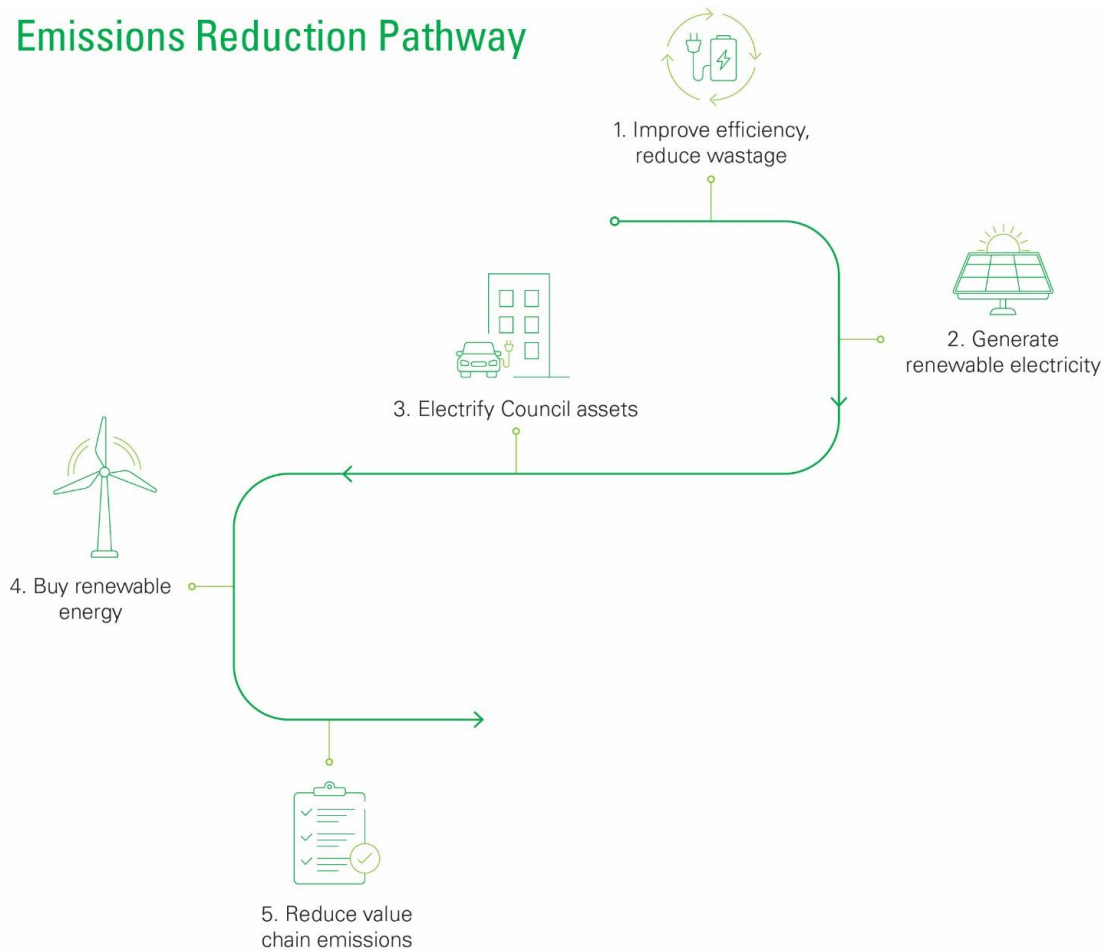 Emissions Reduction Pathway
1. Improve efficiency,
reduce wastage
2. Generate
renewable electricity
3. Electrify Council assets
4. Buy renewable
energy
5. Reduce value
chain emissions